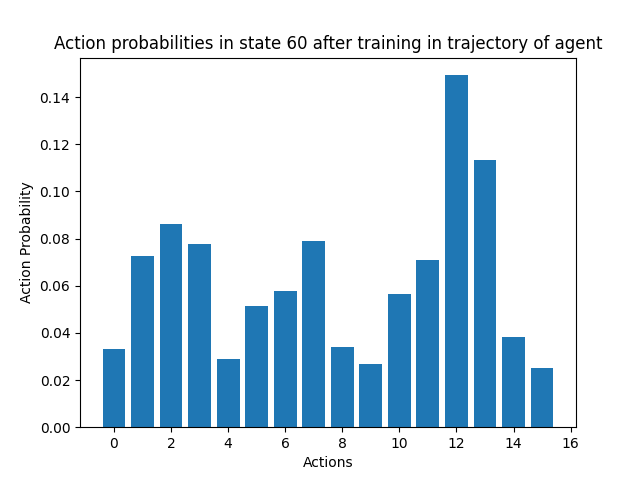 Action probabilities in state 60 after training in trajectory of agent
0.14
0.12
0.10
0.08
0.06
0.04
0.02
0.00
Action Probability
0 2 4 6 8 10 12 14 16
Actions